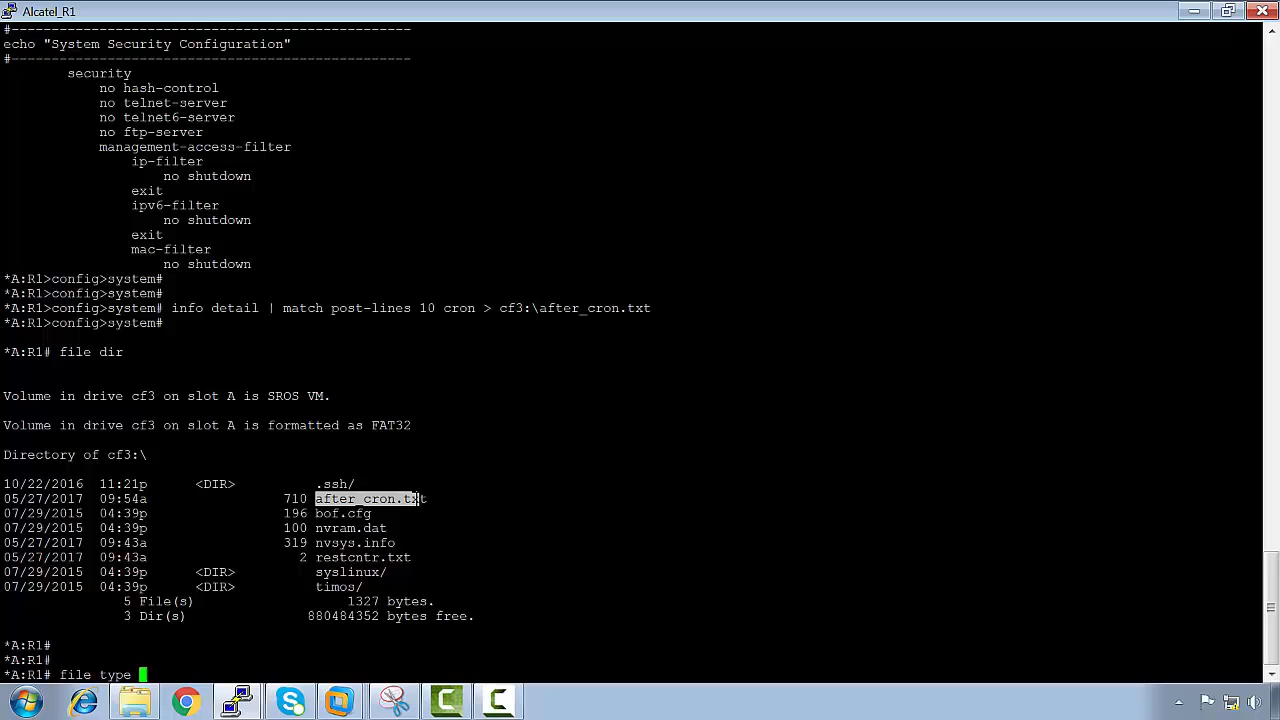 Alcatel_R1
#--------------------------------------------------
echo "System Security Configuration"
#--------------------------------------------------
        security
            no hash-control
            no telnet-server
            no telnet6-server
            no ftp-server
            management-access-filter
                ip-filter
                    no shutdown
                exit
                ipv6-filter
                    no shutdown
                exit
                mac-filter
                    no shutdown
*A:R1>config>system#
*A:R1>config>system#
*A:R1>config>system# info detail | match post-lines 10 cron > cf3:\after_cron.txt
*A:R1>config>system#
*A:R1# file dir
Volume in drive cf3 on slot A is SROS VM.
Volume in drive cf3 on slot A is formatted as FAT32
Directory of cf3:\
10/22/2016  11:21p      <DIR>          .ssh/
05/27/2017  09:54a                 710 after_cron.txt
07/29/2015  04:39p                 196 bof.cfg
07/29/2015  04:39p                 100 nvram.dat
05/27/2017  09:43a                 319 nvsys.info
05/27/2017  09:43a                   2 restcntr.txt
07/29/2015  04:39p      <DIR>          syslinux/
07/29/2015  04:39p      <DIR>          timos/
               5 File(s)                   1327 bytes.
               3 Dir(s)               880484352 bytes free.
*A:R1#
*A:R1#
*A:R1# file type